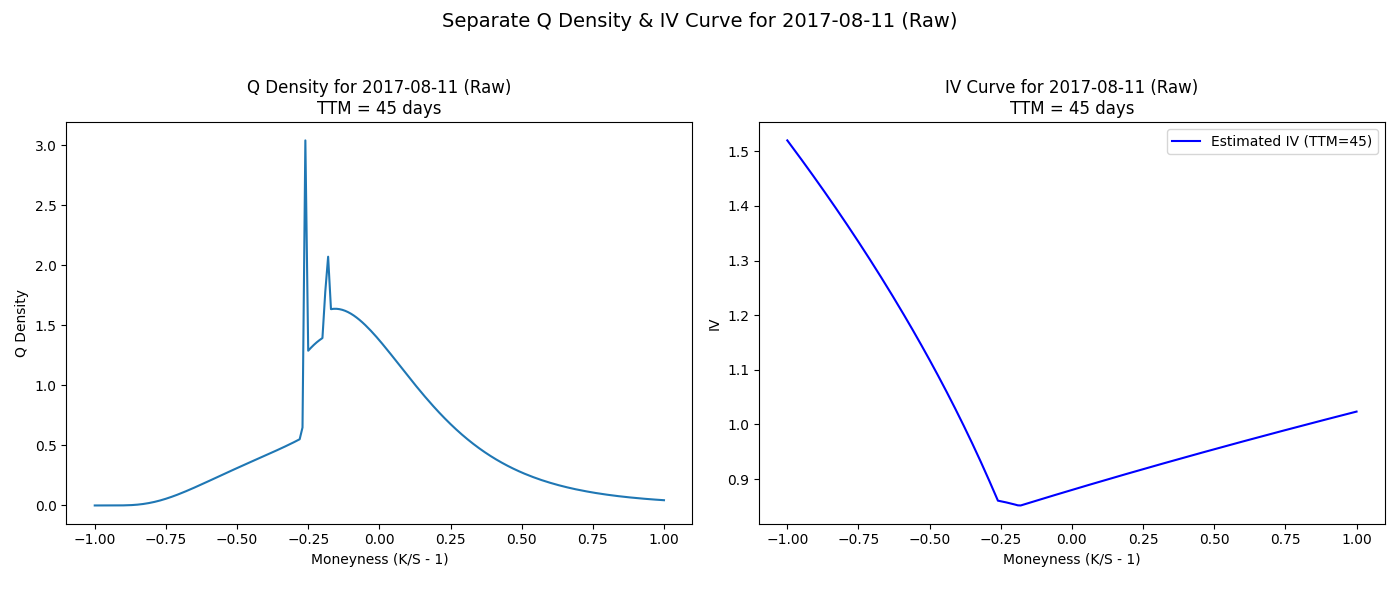 Separate Q Density & IV Curve for 2017-08-11 (Raw)
Q Density for 2017-08-11 (Raw)
TTM = 45 days
3.0
2.5
2.0
1.5
1.0
0.5
0.0
Q Density
−1.00 −0.75 −0.50 −0.25 0.00 0.25 0.50 0.75 1.00
Moneyness (K/S - 1)
IV Curve for 2017-08-11 (Raw)
TTM = 45 days
Estimated IV (TTM=45)
1.5
1.4
1.3
1.2
1.1
1.0
0.9
IV
−1.00 −0.75 −0.50 −0.25 0.00 0.25 0.50 0.75 1.00
Moneyness (K/S - 1)